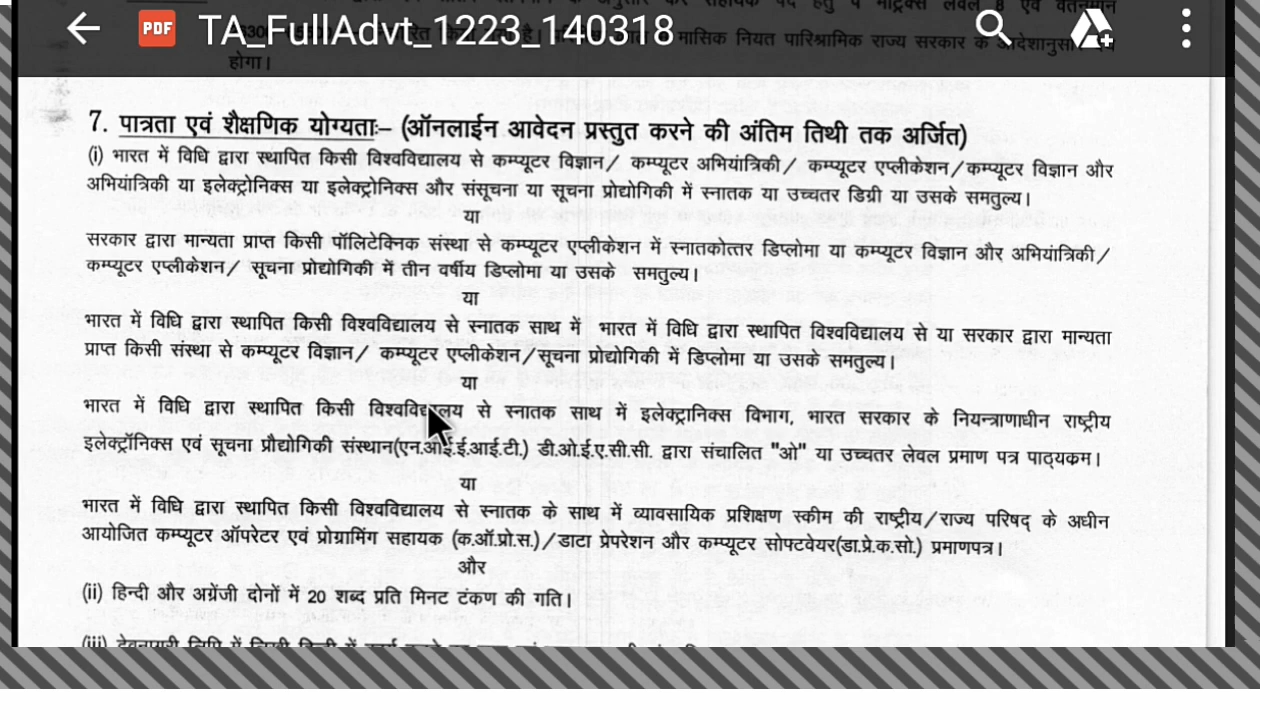 TA_FullAdvt_1223_140318
होगा।
7. पात्रता एवं शैक्षणिक योग्यताः– (ऑनलाईन आवेदन प्रस्तुत करने की अंतिम तिथी तक अर्जित)
(i) भारत में विधि द्वारा स्थापित किसी विश्वविद्यालय से कम्प्यूटर विज्ञान/ कम्प्यूटर अभियांत्रिकी/ कम्प्यूटर एप्लीकेशन/कम्प्यूटर विज्ञान और
अभियांत्रिकी या इलेक्ट्रोनिक्स या इलेक्ट्रोनिक्स और संसूचना या सूचना प्रोद्योगिकी में स्नातक या उच्चतर डिग्री या उसके समतुल्य।
या
सरकार द्वारा मान्यता प्राप्त किसी पॉलिटेक्निक संस्था से कम्प्यूटर एप्लीकेशन में स्नातकोत्तर डिप्लोमा या कम्प्यूटर विज्ञान और अभियांत्रिकी/
कम्प्यूटर एप्लीकेशन/ सूचना प्रोद्योगिकी में तीन वर्षीय डिप्लोमा या उसके समतुल्य।
या
भारत में विधि द्वारा स्थापित किसी विश्वविद्यालय से स्नातक साथ में भारत में विधि द्वारा स्थापित विश्वविद्यालय से या सरकार द्वारा मान्यता
प्राप्त किसी संस्था से कम्प्यूटर विज्ञान/ कम्प्यूटर एप्लीकेशन/सूचना प्रोद्योगिकी में डिप्लोमा या उसके समतुल्य।
या
भारत में विधि द्वारा स्थापित किसी विश्वविद्यालय से स्नातक साथ में इलेक्ट्रानिक्स विभाग, भारत सरकार के नियन्त्राणाधीन राष्ट्रीय
इलेक्ट्रॉनिक्स एवं सूचना प्रौद्योगिकी संस्थान(एन.आई.ई.आई.टी.) डी.ओ.ई.ए.सी.सी. द्वारा संचालित "ओ" या उच्चतर लेवल प्रमाण पत्र पाठ्यकम।
या
भारत में विधि द्वारा स्थापित किसी विश्वविद्यालय से स्नातक के साथ में व्यावसायिक प्रशिक्षण स्कीम की राष्ट्रीय/राज्य परिषद् के अधीन
आयोजित कम्प्यूटर ऑपरेटर एवं प्रोग्रामिंग सहायक (क.ऑ.प्रो.स.)/डाटा प्रेपरेशन और कम्प्यूटर सोफ्टवेयर(डा.प्रे.क.सो.) प्रमाणपत्र।
और
(ii) हिन्दी और अग्रेंजी दोनों में 20 शब्द प्रति मिनट टंकण की गति।